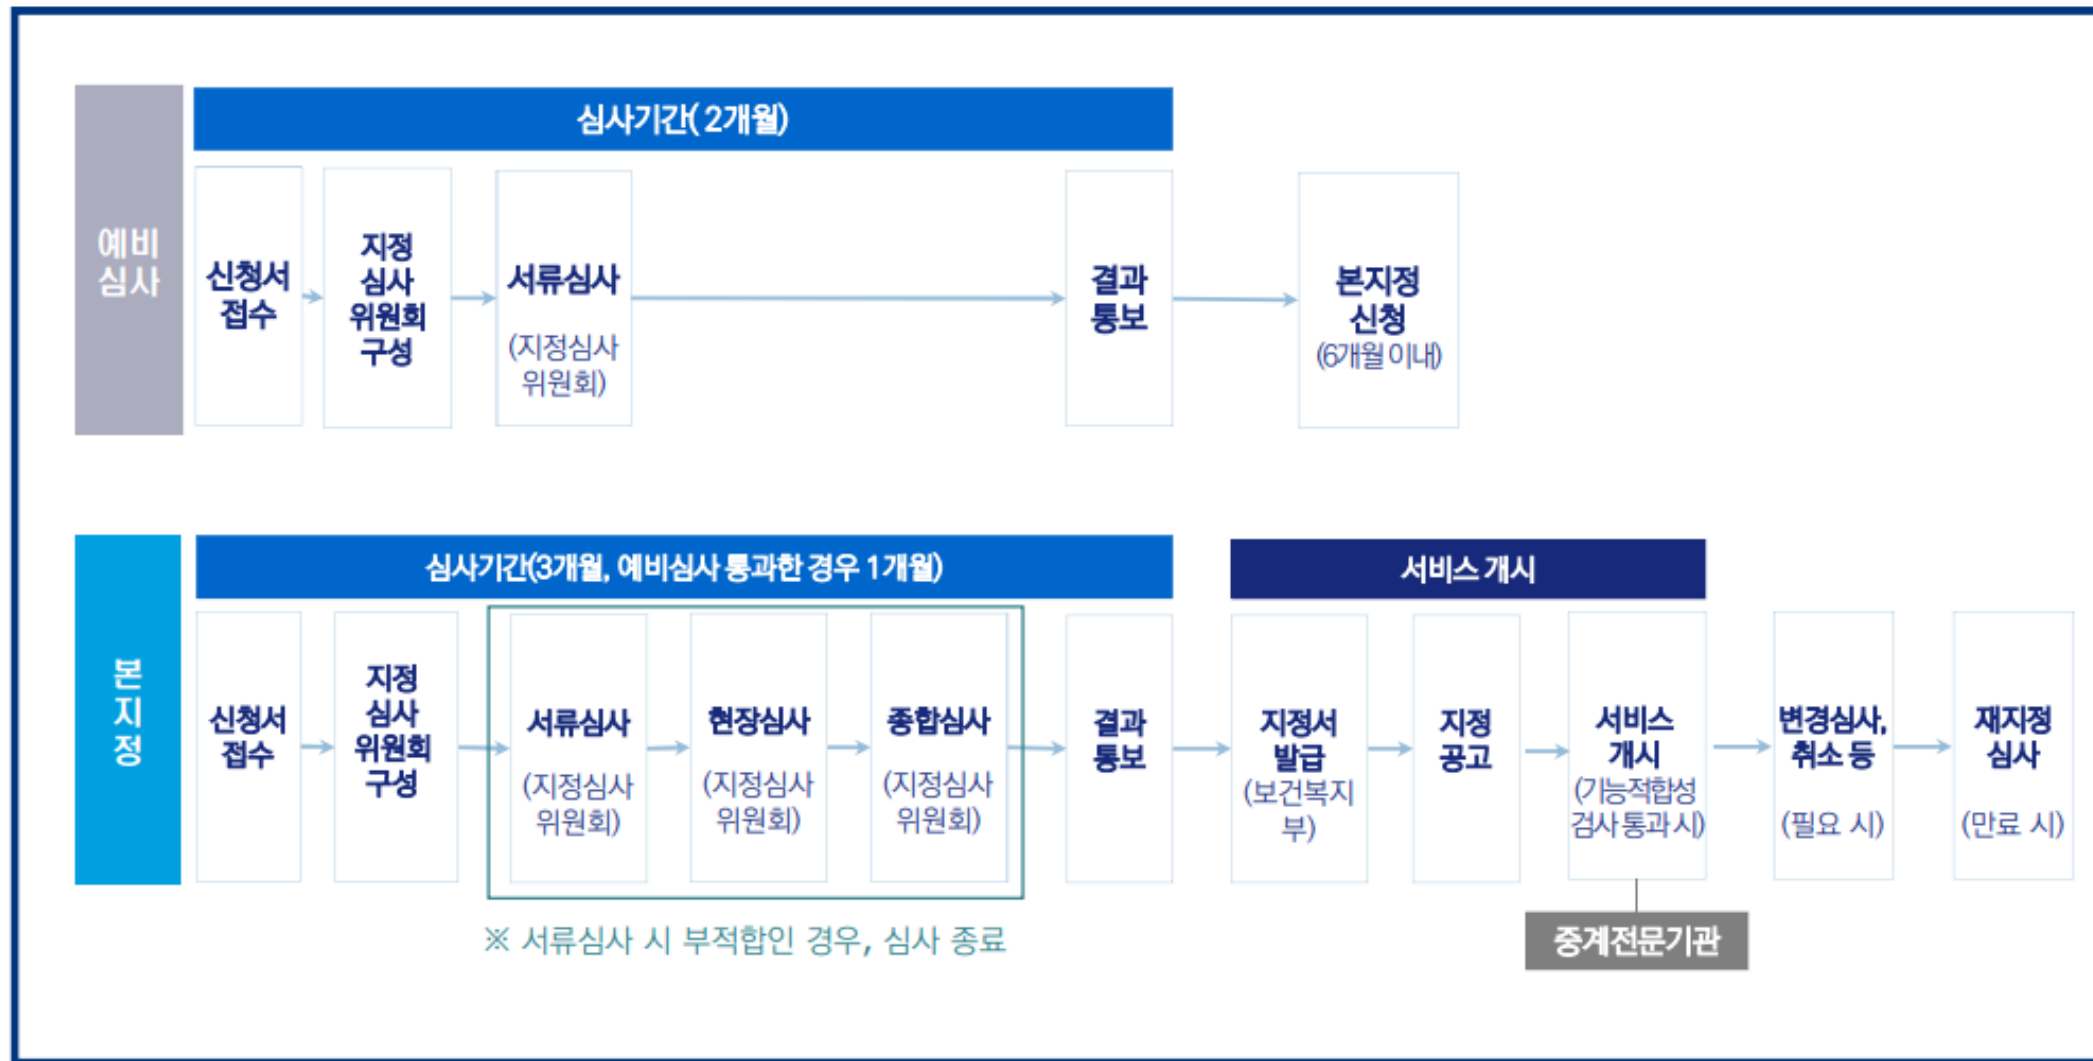 예비
심사
심사기간( 2개월)
신청서
접수
지정
심사
위원회
구성
서류심사
(지정심사
위원회)
결과
통보
본지정
신청
(6개월 이내)
본
지
정
심사기간(3개월, 예비심사 통과한 경우 1개월)
신청서
접수
지정
심사
위원회
구성
서류심사
(지정심사
위원회)
현장심사
(지정심사
위원회)
종합심사
(지정심사
위원회)
※ 서류심사 시 부적합인 경우, 심사 종료
결과
통보
서비스 개시
지정서
발급
(보건복지
부)
지정
공고
서비스
개시
(기능적합성
검사 통과 시)
중계전문기관
변경심사,
취소 등
(필요 시)
재지정
심사
(만료 시)